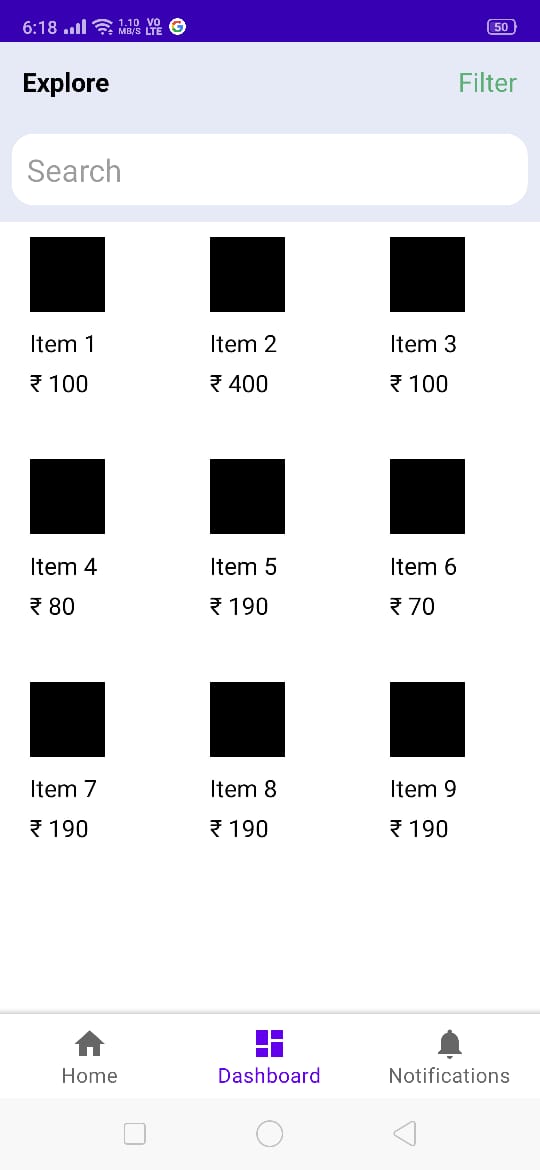 6:18 1.10 MB/S VO LTE 50
Explore Filter
Search
Item 1 Item 2 Item 3
₹ 100 ₹ 400 ₹ 100
Item 4 Item 5 Item 6
₹ 80 ₹ 190 ₹ 70
Item 7 Item 8 Item 9
₹ 190 ₹ 190 ₹ 190
Home Dashboard Notifications